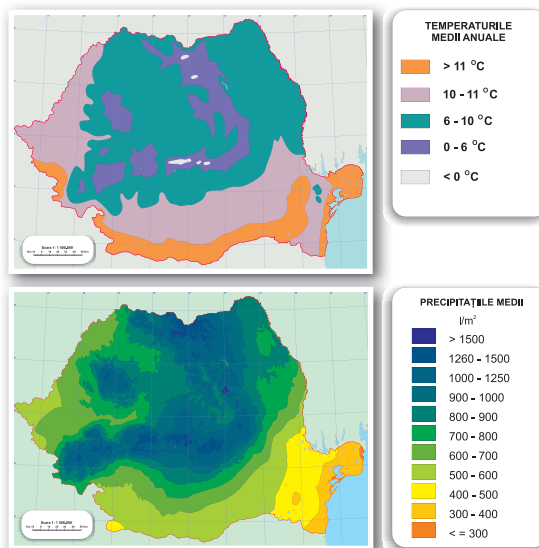 TEMPERATURILE
MEDII ANUALE
> 11 °C
10 - 11 °C
6 - 10 °C
0 - 6 °C
< 0 °C
PRECIPITAȚIILE MEDII
l/m²
> 1500
1260 - 1500
1000 - 1250
900 - 1000
800 - 900
700 - 800
600 - 700
500 - 600
400 - 500
300 - 400
< = 300